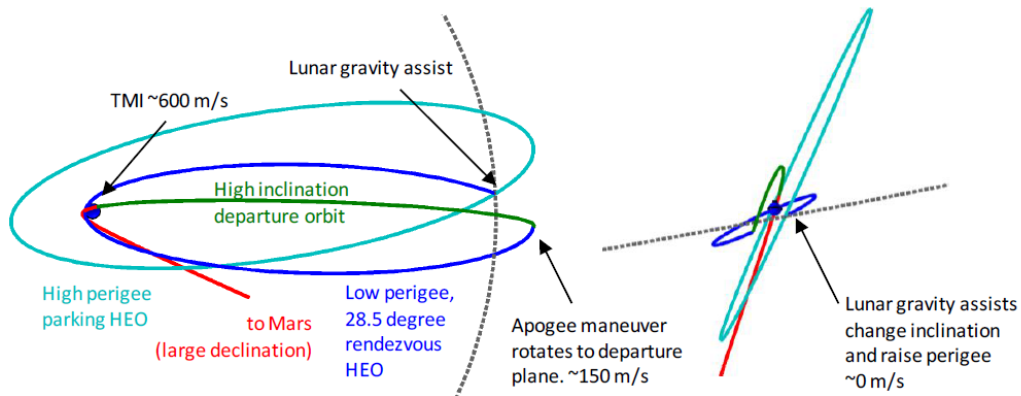 Lunar gravity assist
TMI ~600 m/s
High inclination
departure orbit
High perigee
parking HEO
to Mars
(large declination)
Low perigee,
28.5 degree
rendezvous
HEO
Apogee maneuver
rotates to departure
plane. ~150 m/s
Lunar gravity assists
change inclination
and raise perigee
~0 m/s